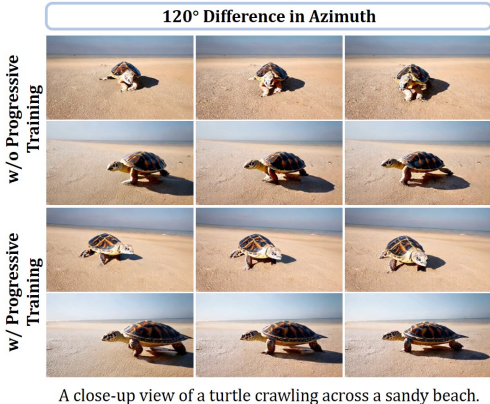 120° Difference in Azimuth
w/o Progressive
Training
w/ Progressive
Training
A close-up view of a turtle crawling across a sandy beach.